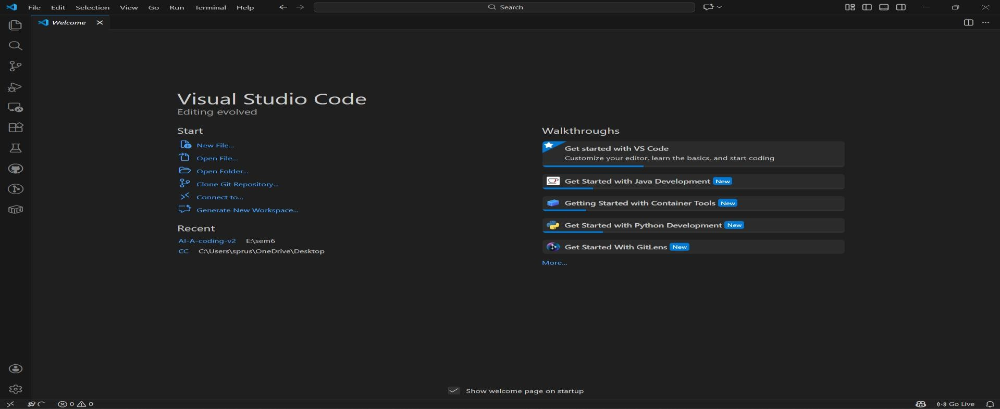 File Edit Selection View Go Run Terminal Help Search
Welcome
Visual Studio Code
Editing evolved
Start
New File...
Open File...
Open Folder...
Clone Git Repository...
Connect to...
Generate New Workspace...
Recent
AI-A-coding-v2 E:\sem6
CC C:\Users\sprus\OneDrive\Desktop
Walkthroughs
Get started with VS Code
Customize your editor, learn the basics, and start coding
Get Started with Java Development New
Getting Started with Container Tools New
Get Started with Python Development New
Get Started With GitLens New
More...
Show welcome page on startup
0 0 Go Live